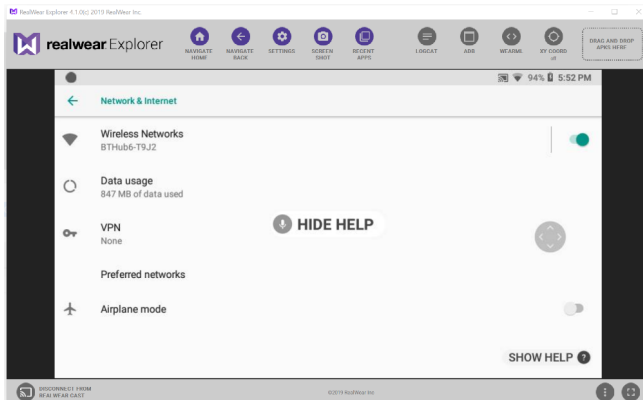 RealWear Explorer 4.1.0(c) 2019 RealWear Inc
realwear Explorer
NAVIGATE HOME
NAVIGATE BACK
SETTINGS
SCREEN SHOT
RECENT APPS
LOGCAT
ADB
WEARML
XY COORD
all
DRAG AND DROP APKS HERE
94% 5:52 PM
Network & Internet
Wireless Networks
BTHub6-T9J2
Data usage
847 MB of data used
VPN
None
HIDE HELP
Preferred networks
Airplane mode
SHOW HELP ?
DISCONNECT FROM
REALWEAR CAST
©2019 RealWear Inc